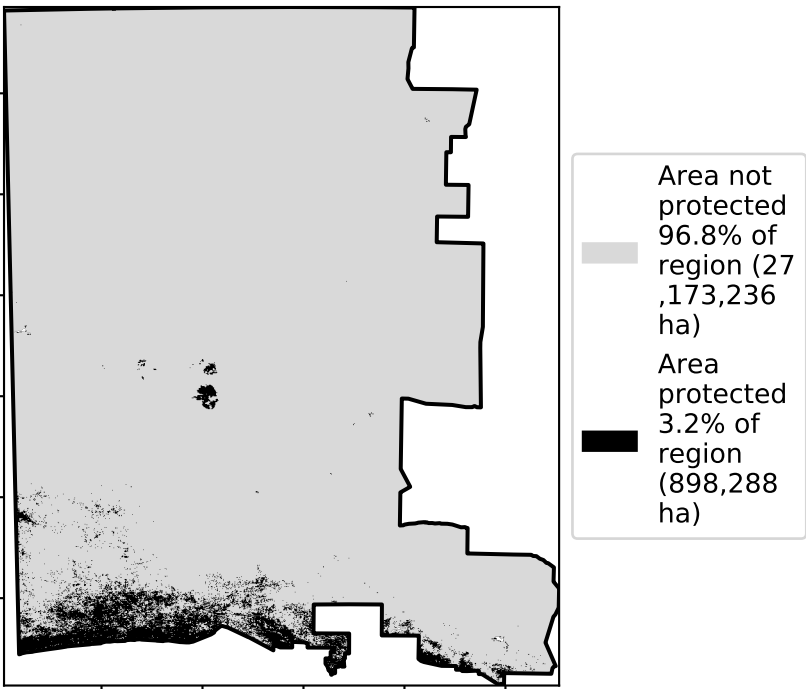 Area not
protected
96.8% of
region (27
,173,236
ha)
Area
protected
3.2% of
region
(898,288
ha)